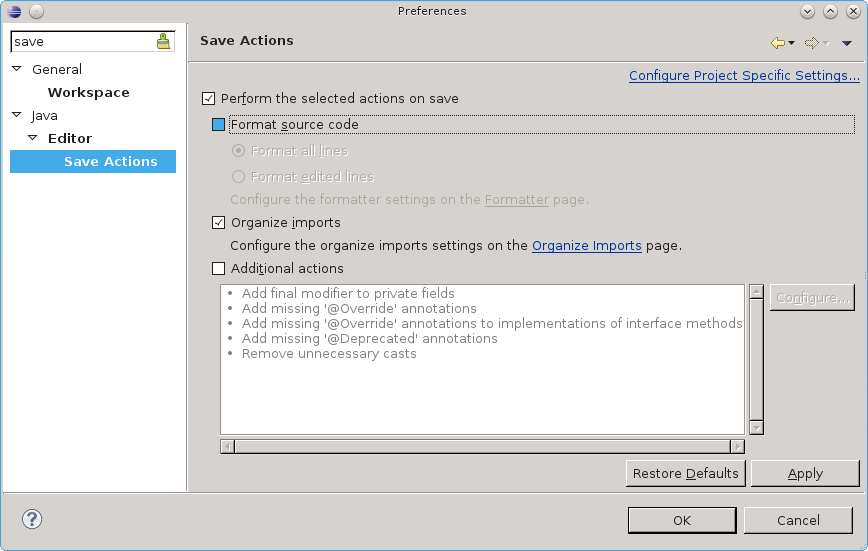 Preferences
save
General
Workspace
Java
Editor
Save Actions
Save Actions
Configure Project Specific Settings...
Perform the selected actions on save
Format source code
Format all lines
Format edited lines
Configure the formatter settings on the Formatter page.
Organize imports
Configure the organize imports settings on the Organize Imports page.
Additional actions
• Add final modifier to private fields
• Add missing '@Override' annotations
• Add missing '@Override' annotations to implementations of interface methods
• Add missing '@Deprecated' annotations
• Remove unnecessary casts
Configure...
Restore Defaults
Apply
?
OK
Cancel